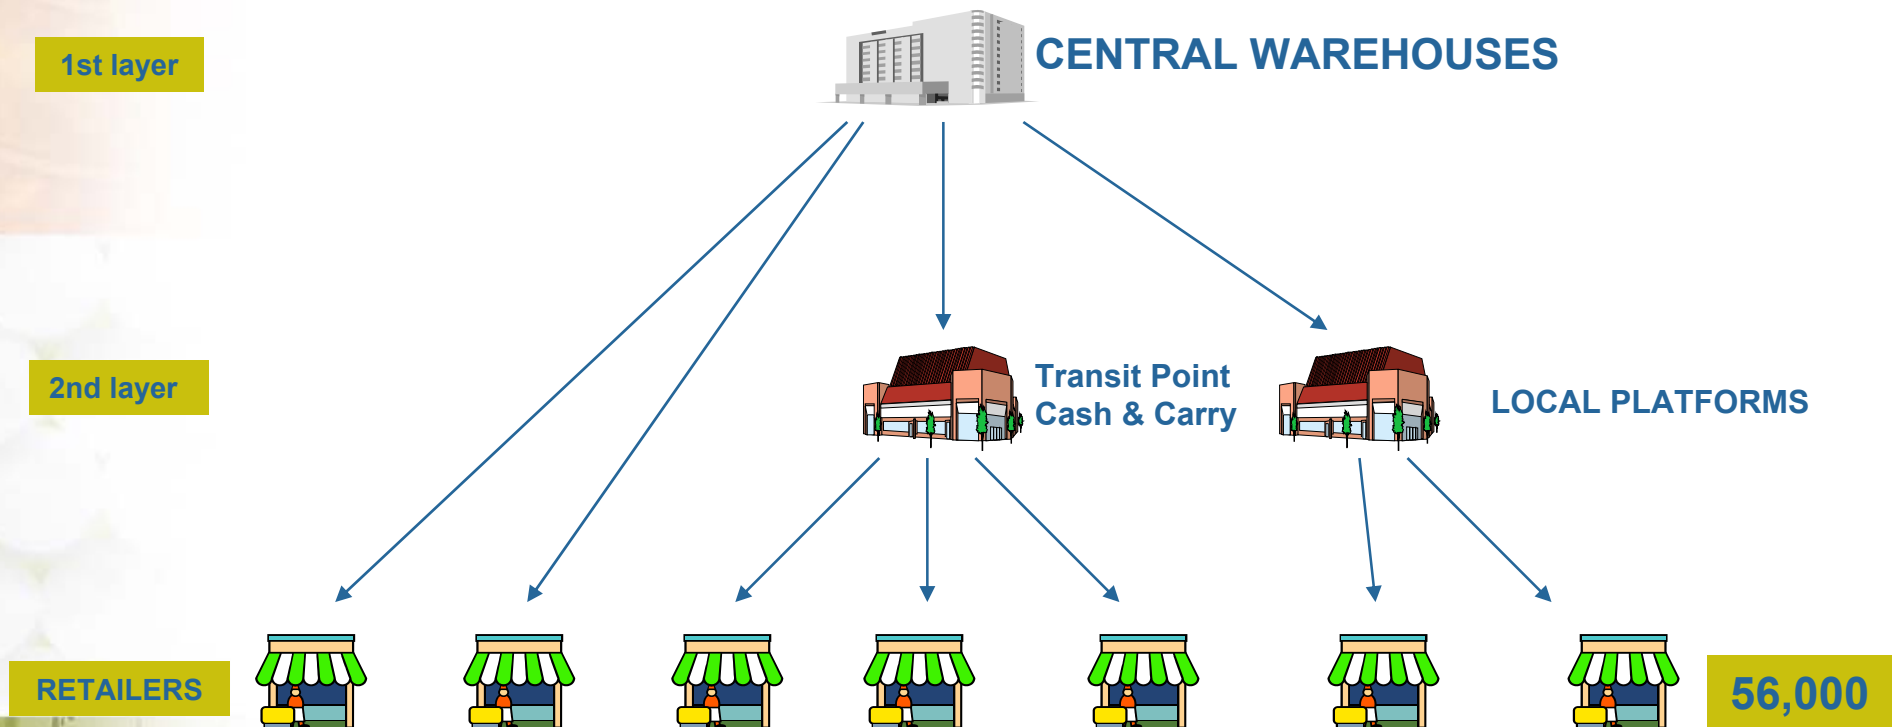 1st layer
CENTRAL WAREHOUSES
2nd layer
Transit Point
Cash & Carry
LOCAL PLATFORMS
RETAILERS
56,000